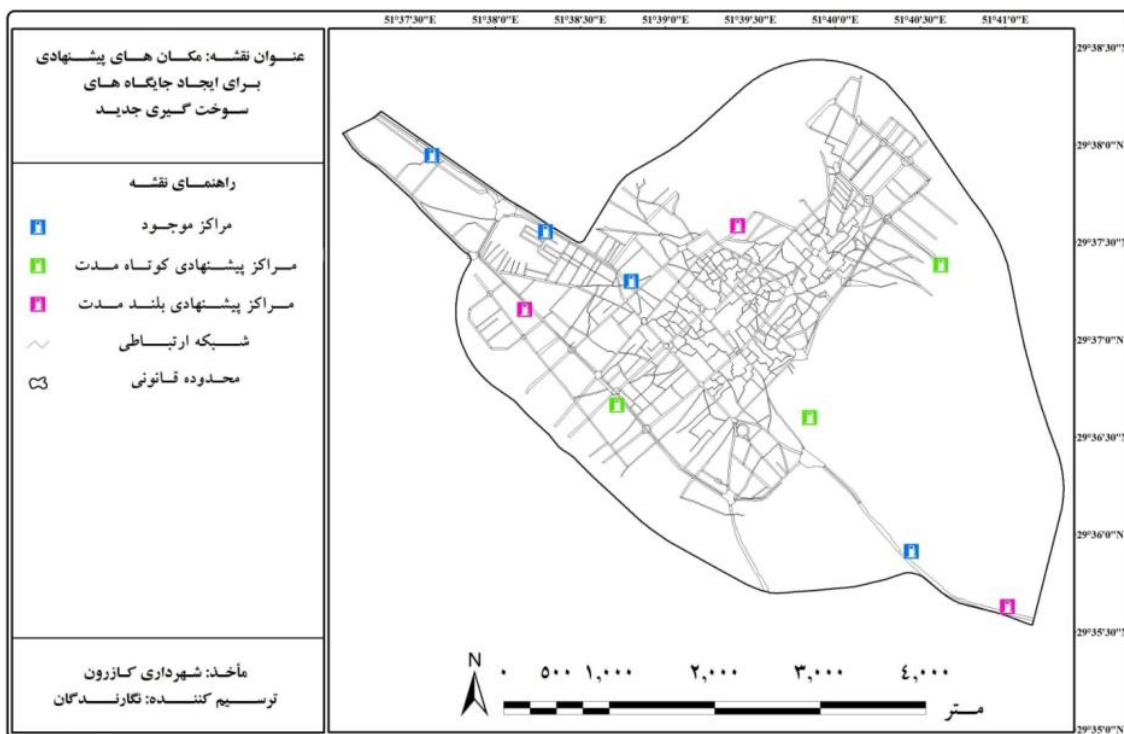 51°37'30"E 51°38'0"E 51°38'30"E 51°39'0"E 51°39'30"E 51°40'0"E 51°40'30"E 51°41'0"E
عنوان نقشه: مکان های پیشنهادی
برای ایجاد جایگاه های
سوخت گیری جدید
راهنمای نقشه
مراکز موجود
مراکز پیشنهادی کوتاه مدت
مراکز پیشنهادی بلند مدت
شبکه ارتباطی
محدوده قانونی
مأخذ: شهرداری کازرون
ترسیم کننده: نگارندگان
29°38'30"N
29°38'0"N
29°37'30"N
29°37'0"N
29°36'30"N
29°36'0"N
29°35'30"N
29°35'0"N
N
۰ ۵۰۰ ۱,۰۰۰ ۲,۰۰۰ ۳,۰۰۰ ۴,۰۰۰
متر